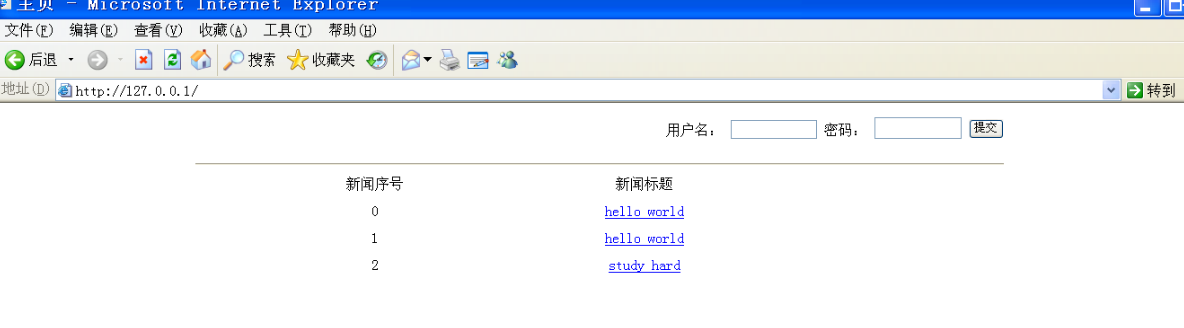 主页 - Microsoft Internet Explorer
文件(F) 编辑(E) 查看(V) 收藏(A) 工具(T) 帮助(H)
后退 搜索 收藏夹
地址(D) http://127.0.0.1/ 转到
用户名： 密码： 提交
新闻序号 新闻标题
0 hello world
1 hello world
2 study hard